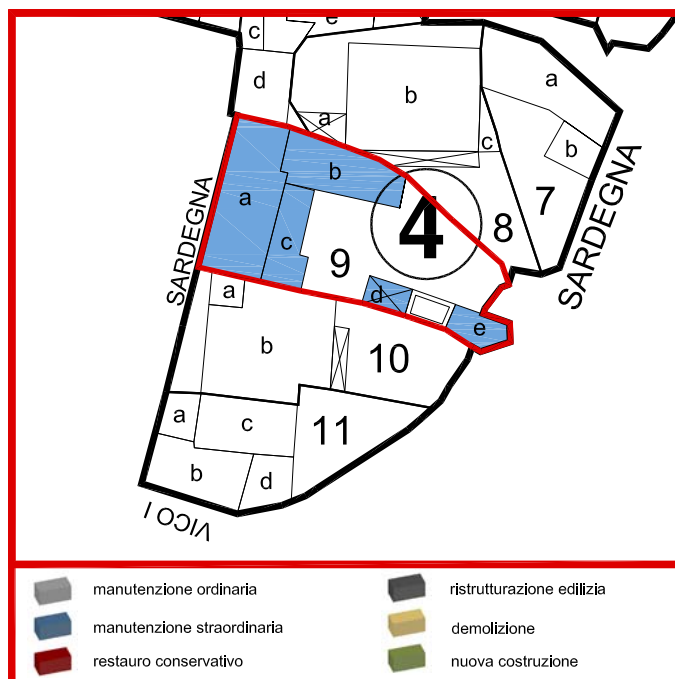 e
c
d
a
b
c
a
b
7
8
4
SARDEGNA
SARDEGNA
a
b
c
9
d
e
a
b
10
a
c
11
b
d
VICO I
manutenzione ordinaria
manutenzione straordinaria
restauro conservativo
ristrutturazione edilizia
demolizione
nuova costruzione